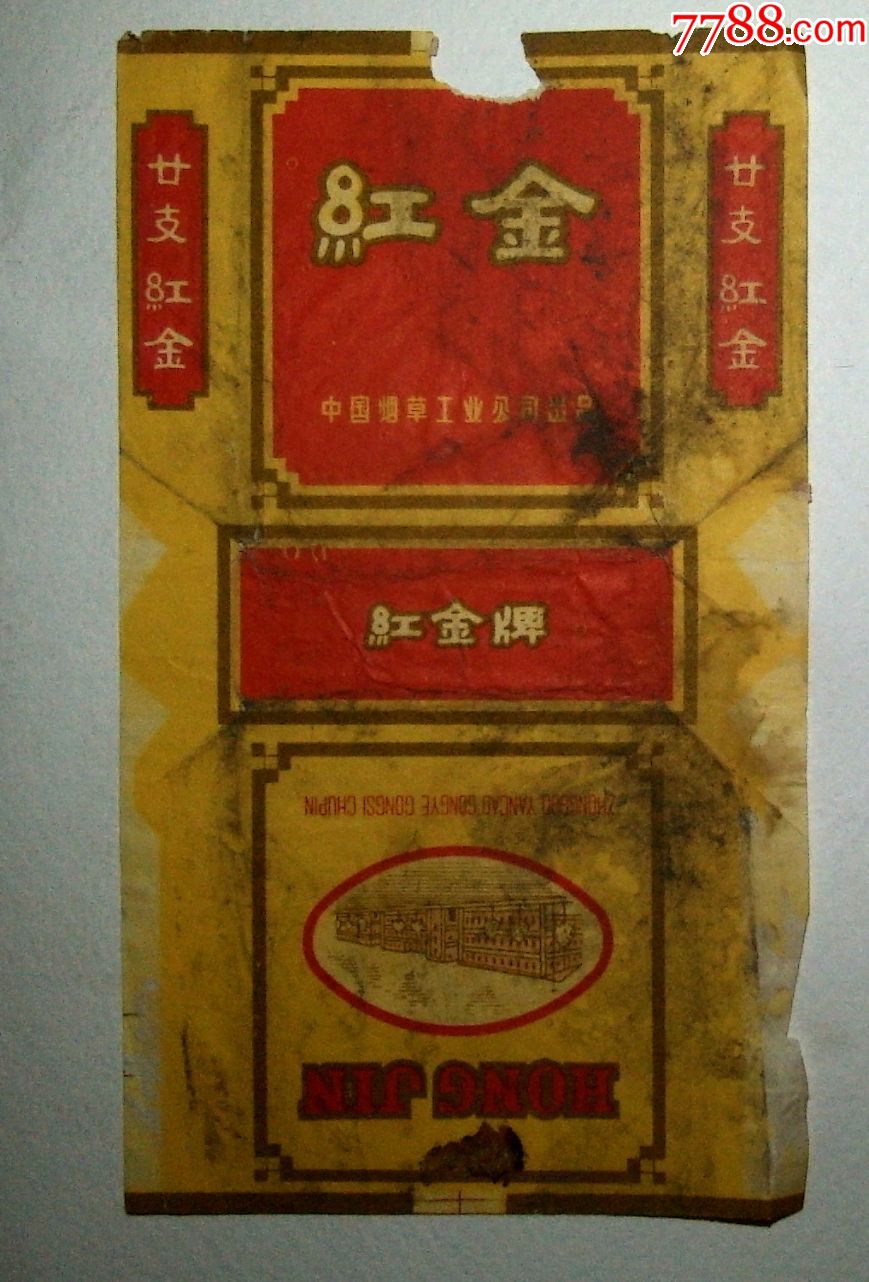 7788.com
紅金
中国烟草工业公司出品
廿支紅金
廿支紅金
紅金牌
ZHONGGUO YANCAO GONGYE GONGSI CHUPIN
HONG JIN